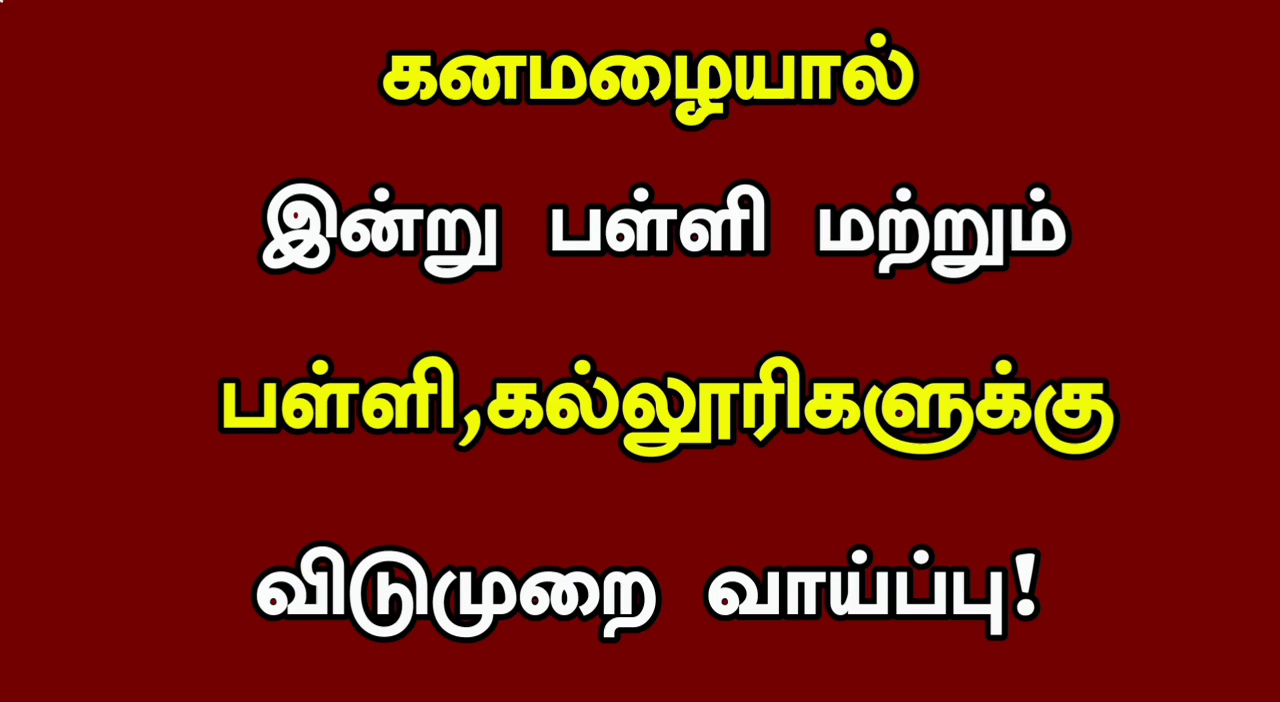 கனமழையால்
இன்று பள்ளி மற்றும்
பள்ளி,கல்லூரிகளுக்கு
விடுமுறை வாய்ப்பு!